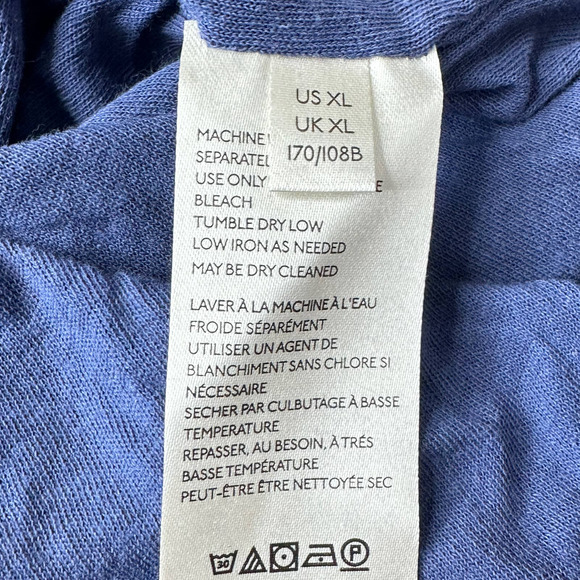 US XL
UK XL
170/108B
MACHINE
USE ONLY
BLEACH
TUMBLE DRY LOW
LOW IRON AS NEEDED
MAY BE DRY CLEANED
LAVER À LA MACHINE À L'EAU
FROIDE SÉPARÉMENT
UTILISER UN AGENT DE
BLANCHIMENT SANS CHLORE SI
NÉCESSAIRE
SECHER PAR CULBUTAGE À BASSE
TEMPERATURE
REPASSER, AU BESOIN, À TRÉS
BASSE TEMPÉRATURE
PEUT-ÊTRE ÊTRE NETTOYÉE SEC
30
P